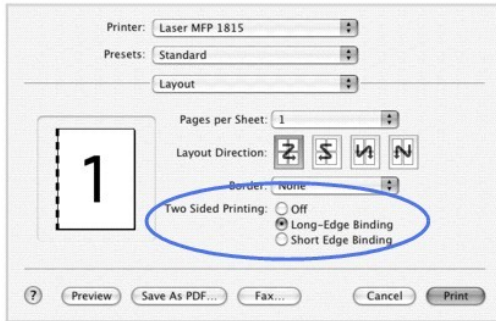 Printer: Laser MFP 1815
Presets: Standard
Layout
Pages per Sheet: 1
Layout Direction:
1
Border: None
Two Sided Printing: Off
Long-Edge Binding
Short Edge Binding
? Preview Save As PDF... Fax... Cancel Print